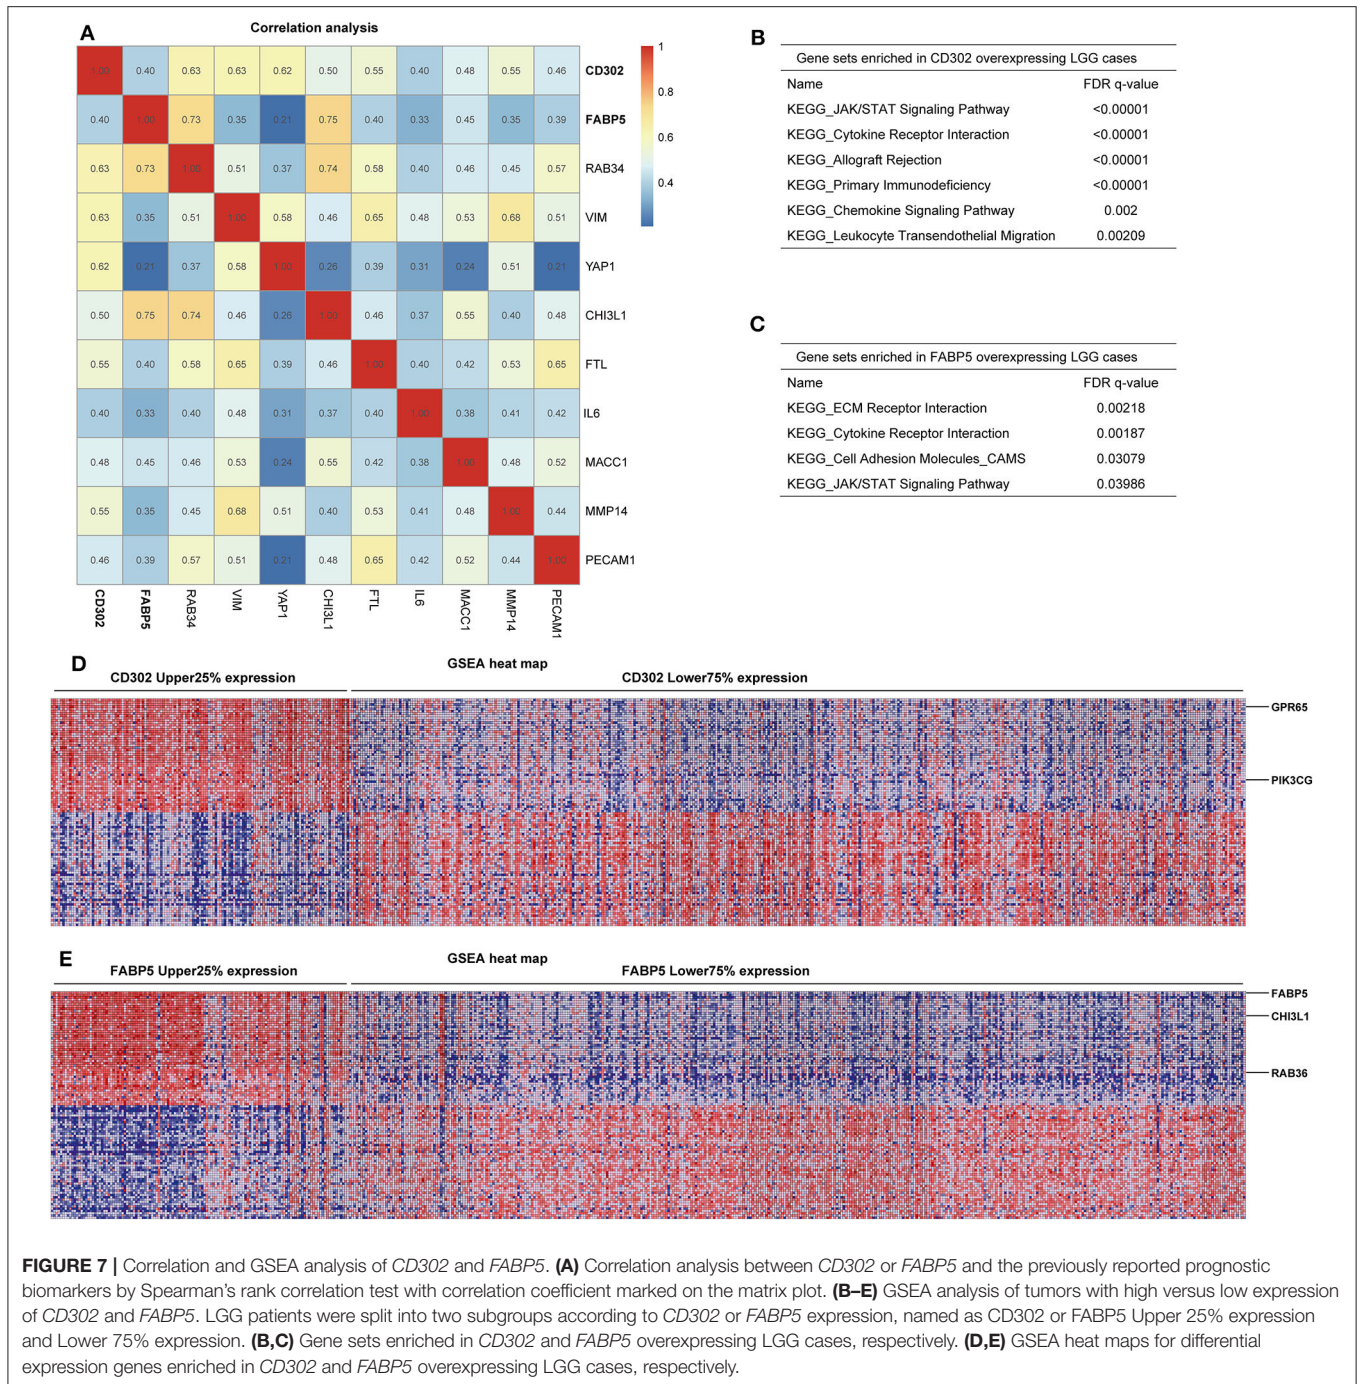 A
Correlation analysis
1.00 0.40 0.63 0.63 0.62 0.50 0.55 0.40 0.48 0.55 0.46 CD302
0.40 1.00 0.73 0.35 0.21 0.75 0.40 0.33 0.45 0.35 0.39 FABP5
0.63 0.73 1.00 0.51 0.37 0.74 0.58 0.40 0.46 0.45 0.57 RAB34
0.63 0.35 0.51 1.00 0.58 0.46 0.65 0.48 0.53 0.68 0.51 VIM
0.62 0.21 0.37 0.58 1.00 0.26 0.39 0.31 0.24 0.51 0.21 YAP1
0.50 0.75 0.74 0.46 0.26 1.00 0.46 0.37 0.55 0.40 0.48 CHI3L1
0.55 0.40 0.58 0.65 0.39 0.46 1.00 0.40 0.42 0.53 0.65 FTL
0.40 0.33 0.40 0.48 0.31 0.37 0.40 1.00 0.38 0.41 0.42 IL6
0.48 0.45 0.46 0.53 0.24 0.55 0.42 0.38 1.00 0.48 0.52 MACC1
0.55 0.35 0.45 0.68 0.51 0.40 0.53 0.41 0.48 1.00 0.44 MMP14
0.46 0.39 0.57 0.51 0.21 0.48 0.65 0.42 0.52 0.44 1.00 PECAM1
CD302 FABP5 RAB34 VIM YAP1 CHI3L1 FTL IL6 MACC1 MMP14 PECAM1
1
0.8
0.6
0.4
B
Gene sets enriched in CD302 overexpressing LGG cases
Name FDR q-value
KEGG_JAK/STAT Signaling Pathway <0.00001
KEGG_Cytokine Receptor Interaction <0.00001
KEGG_Allograft Rejection <0.00001
KEGG_Primary Immunodeficiency <0.00001
KEGG_Chemokine Signaling Pathway 0.002
KEGG_Leukocyte Transendothelial Migration 0.00209
C
Gene sets enriched in FABP5 overexpressing LGG cases
Name FDR q-value
KEGG_ECM Receptor Interaction 0.00218
KEGG_Cytokine Receptor Interaction 0.00187
KEGG_Cell Adhesion Molecules_CAMS 0.03079
KEGG_JAK/STAT Signaling Pathway 0.03986
D
GSEA heat map
CD302 Upper25% expression CD302 Lower75% expression
GPR65
PIK3CG
E
GSEA heat map
FABP5 Upper25% expression FABP5 Lower75% expression
FABP5
CHI3L1
RAB36
FIGURE 7 | Correlation and GSEA analysis of CD302 and FABP5. (A) Correlation analysis between CD302 or FABP5 and the previously reported prognostic
biomarkers by Spearman's rank correlation test with correlation coefficient marked on the matrix plot. (B–E) GSEA analysis of tumors with high versus low expression
of CD302 and FABP5. LGG patients were split into two subgroups according to CD302 or FABP5 expression, named as CD302 or FABP5 Upper 25% expression
and Lower 75% expression. (B,C) Gene sets enriched in CD302 and FABP5 overexpressing LGG cases, respectively. (D,E) GSEA heat maps for differential
expression genes enriched in CD302 and FABP5 overexpressing LGG cases, respectively.